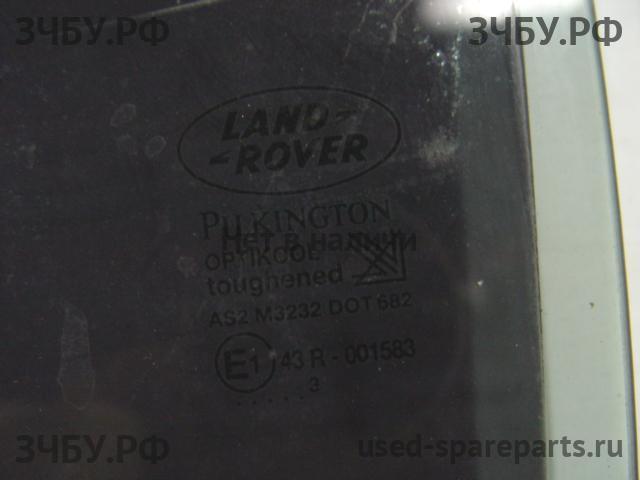 ЗЧБУ.РФ ЗЧБУ.РФ
LAND
ROVER
PILKINGTON
Нет в наличии
OPTIKOOL
toughened
AS2 M3232 DOT 682
E1 43 R - 001583
. . . . . 3
ЗЧБУ.РФ used-spareparts.ru